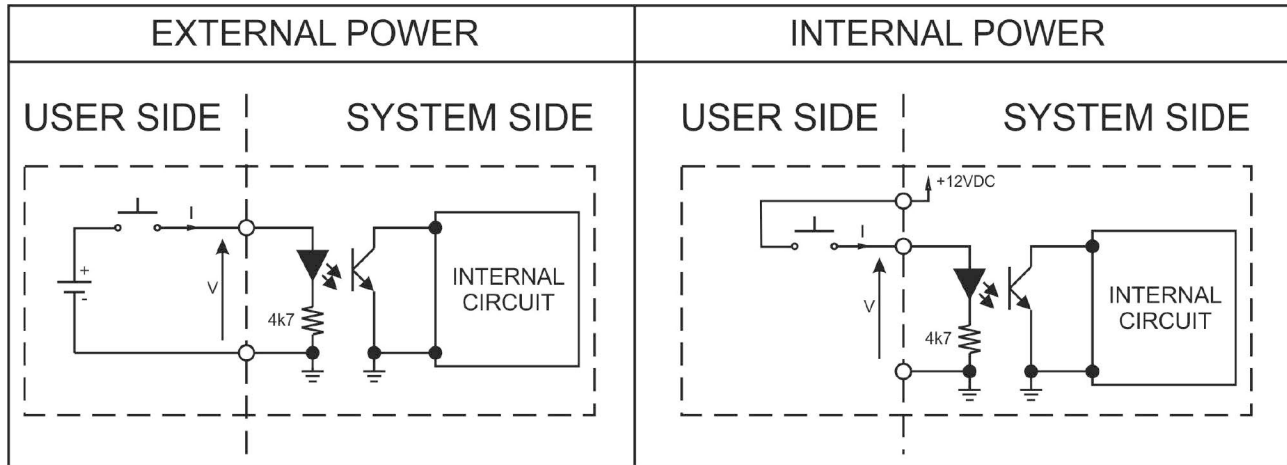 EXTERNAL POWER
INTERNAL POWER
USER SIDE
SYSTEM SIDE
I
+
-
V
4k7
INTERNAL
CIRCUIT
USER SIDE
SYSTEM SIDE
+12VDC
I
V
4k7
INTERNAL
CIRCUIT